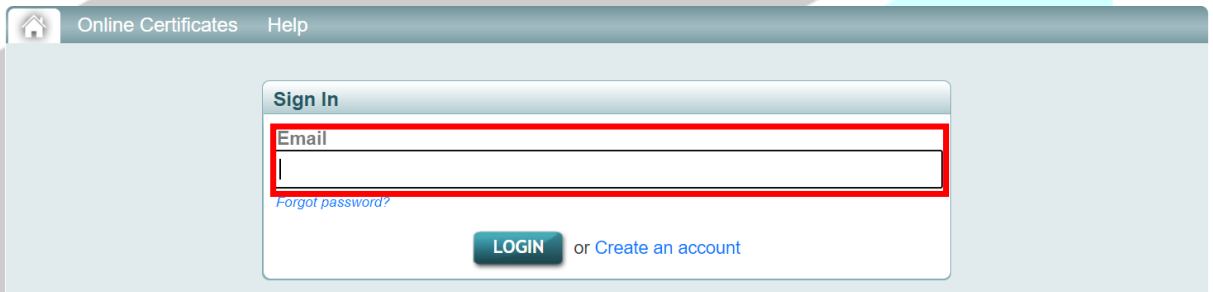 Online Certificates Help
Sign In
Email
Forgot password?
LOGIN or Create an account